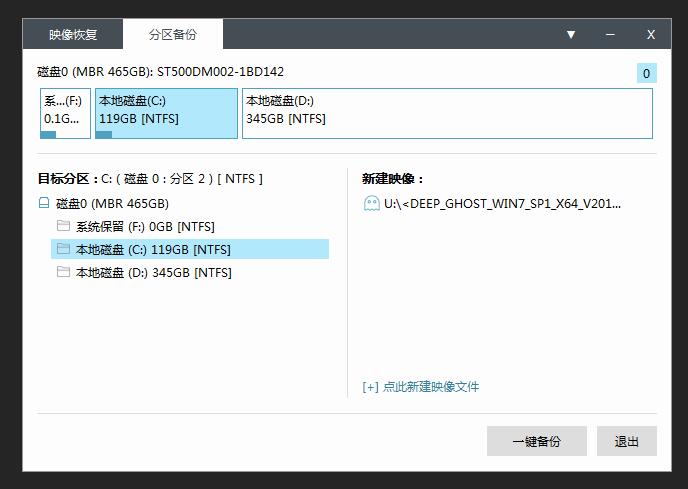 映像恢复 分区备份 ▼ — X
磁盘0 (MBR 465GB): ST500DM002-1BD142 0
系...(F:) 本地磁盘(C:) 本地磁盘(D:)
0.1G... 119GB [NTFS] 345GB [NTFS]
目标分区：C: ( 磁盘 0 : 分区 2 ) [ NTFS ]
磁盘0 (MBR 465GB)
系统保留 (F:) 0GB [NTFS]
本地磁盘 (C:) 119GB [NTFS]
本地磁盘 (D:) 345GB [NTFS]
新建映像：
U:\<DEEP_GHOST_WIN7_SP1_X64_V201...
[+] 点此新建映像文件
一键备份 退出